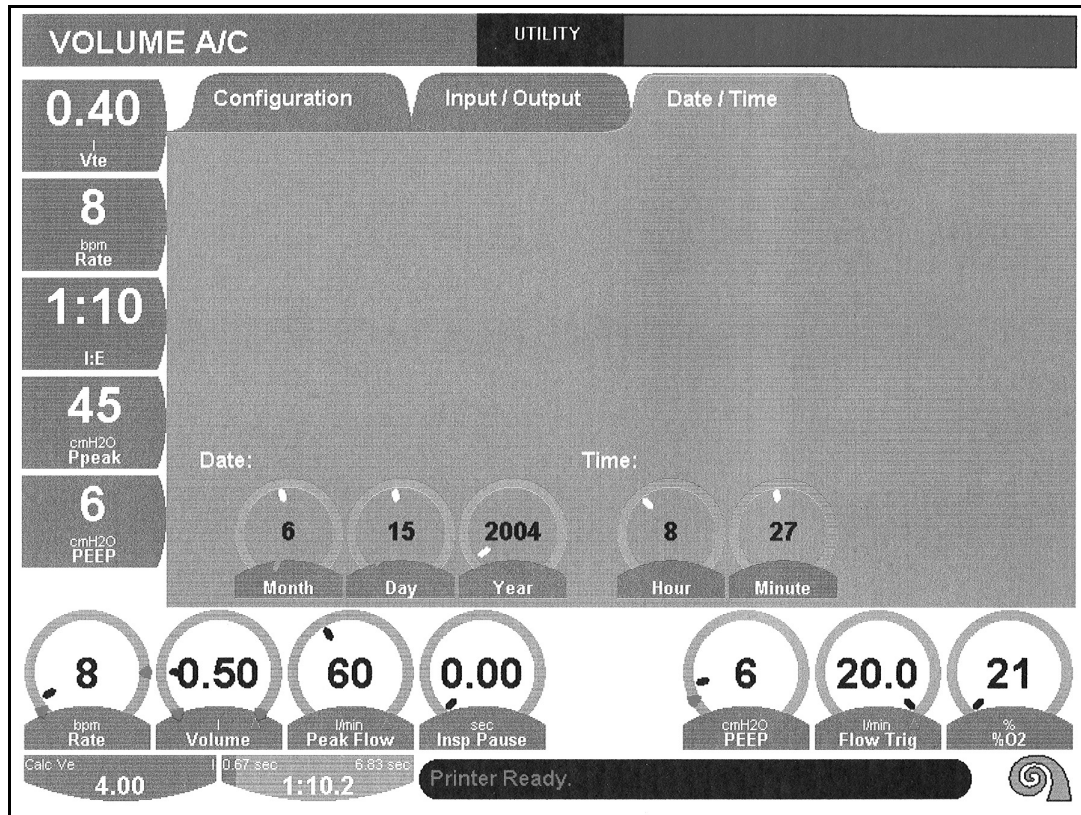 VOLUME A/C
UTILITY
Configuration
Input / Output
Date / Time
0.40
l
Vte
8
bpm
Rate
1:10
I:E
45
cmH2O
Ppeak
6
cmH2O
PEEP
Date:
Time:
6
Month
15
Day
2004
Year
8
Hour
27
Minute
8
bpm
Rate
0.50
l
Volume
60
l/min
Peak Flow
0.00
sec
Insp Pause
6
cmH2O
PEEP
20.0
l/min
Flow Trig
21
%
%O2
Calc Ve
4.00
I 0.67 sec
6.83 sec
1:10.2
Printer Ready.